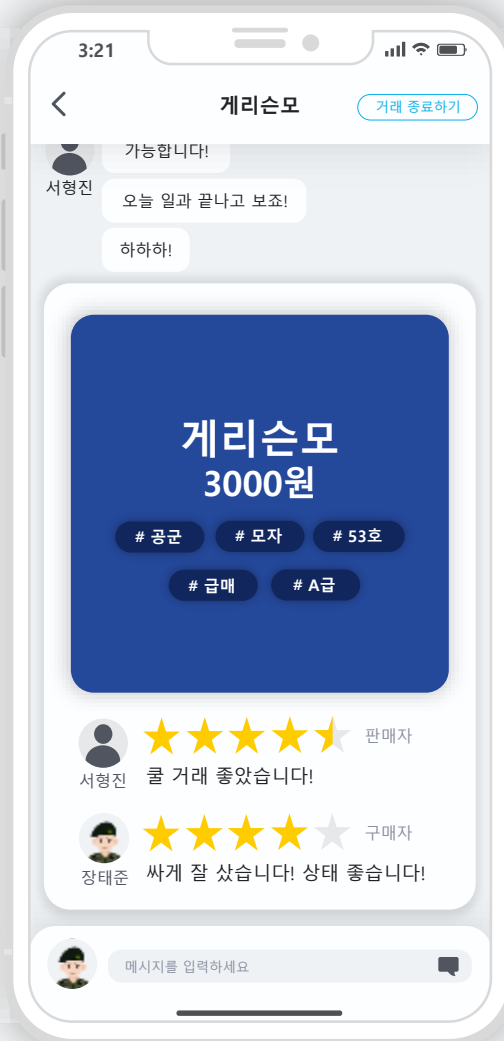 3:21
게리슨모
거래 종료하기
가능합니다!
서형진
오늘 일과 끝나고 보죠!
하하하!
게리슨모
3000원
# 공군
# 모자
# 53호
# 급매
# A급
판매자
서형진
쿨 거래 좋았습니다!
구매자
장태준
싸게 잘 샀습니다! 상태 좋습니다!
메시지를 입력하세요